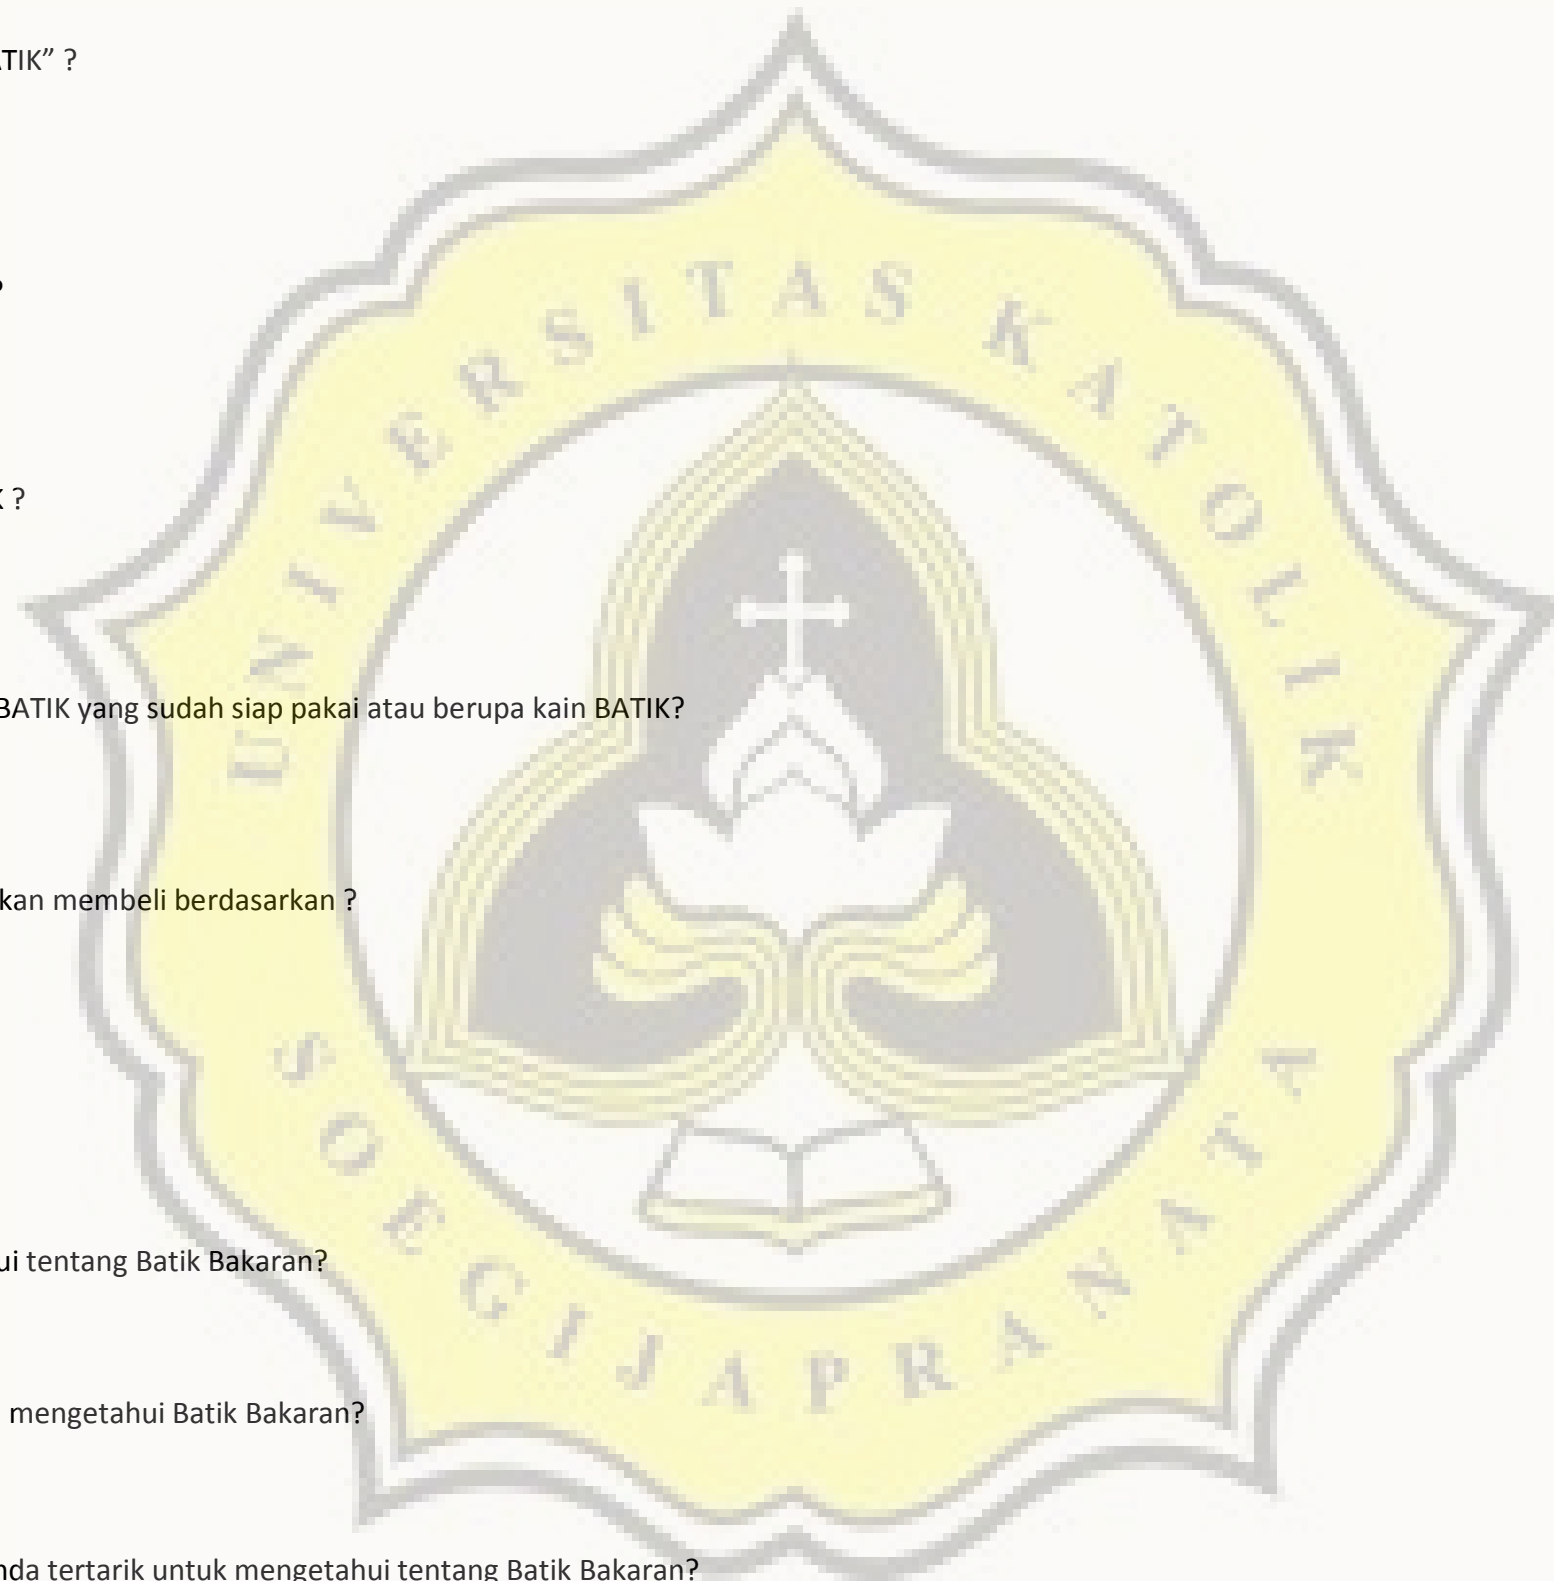 TIK” ?
?
?
BATIK yang sudah siap pakai atau berupa kain BATIK?
kan membeli berdasarkan ?
ui tentang Batik Bakaran?
mengetahui Batik Bakaran?
nda tertarik untuk mengetahui tentang Batik Bakaran?
UNIVERSITAS KATOLIK
SOEGIJAPRANATA